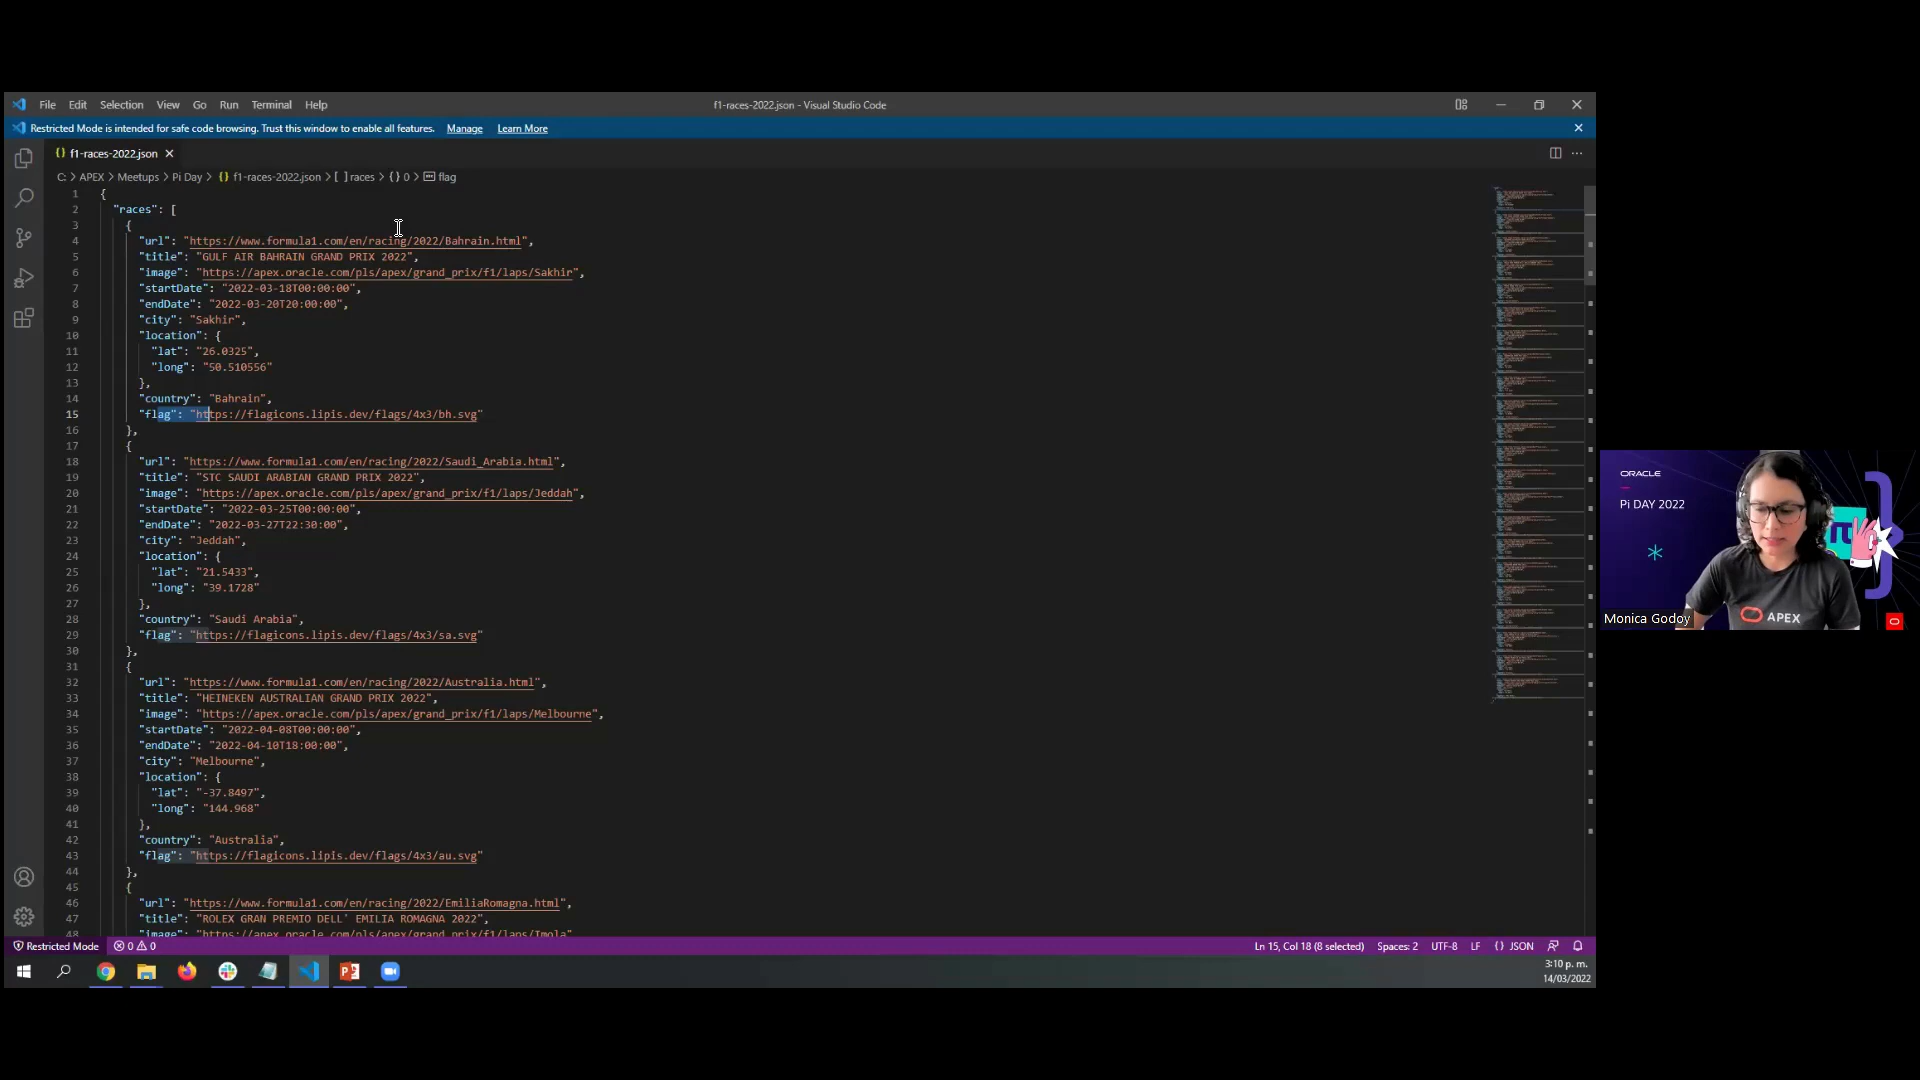 File Edit Selection View Go Run Terminal Help
f1-races-2022.json - Visual Studio Code
Restricted Mode is intended for safe code browsing. Trust this window to enable all features. Manage Learn More
{} f1-races-2022.json
C: > APEX > Meetups > Pi Day > {} f1-races-2022.json > [ ] races > {} 0 > flag
1 {
2 "races": [
3 {
4 "url": "https://www.formula1.com/en/racing/2022/Bahrain.html",
5 "title": "GULF AIR BAHRAIN GRAND PRIX 2022",
6 "image": "https://apex.oracle.com/pls/apex/grand_prix/f1/laps/Sakhir",
7 "startDate": "2022-03-18T00:00:00",
8 "endDate": "2022-03-20T20:00:00",
9 "city": "Sakhir",
10 "location": {
11 "lat": "26.0325",
12 "long": "50.510556"
13 },
14 "country": "Bahrain",
15 "flag": "https://flagicons.lipis.dev/flags/4x3/bh.svg"
16 },
17 {
18 "url": "https://www.formula1.com/en/racing/2022/Saudi_Arabia.html",
19 "title": "STC SAUDI ARABIAN GRAND PRIX 2022",
20 "image": "https://apex.oracle.com/pls/apex/grand_prix/f1/laps/Jeddah",
21 "startDate": "2022-03-25T00:00:00",
22 "endDate": "2022-03-27T22:30:00",
23 "city": "Jeddah",
24 "location": {
25 "lat": "21.5433",
26 "long": "39.1728"
27 },
28 "country": "Saudi Arabia",
29 "flag": "https://flagicons.lipis.dev/flags/4x3/sa.svg"
30 },
31 {
32 "url": "https://www.formula1.com/en/racing/2022/Australia.html",
33 "title": "HEINEKEN AUSTRALIAN GRAND PRIX 2022",
34 "image": "https://apex.oracle.com/pls/apex/grand_prix/f1/laps/Melbourne",
35 "startDate": "2022-04-08T00:00:00",
36 "endDate": "2022-04-10T18:00:00",
37 "city": "Melbourne",
38 "location": {
39 "lat": "-37.8497",
40 "long": "144.968"
41 },
42 "country": "Australia",
43 "flag": "https://flagicons.lipis.dev/flags/4x3/au.svg"
44 },
45 {
46 "url": "https://www.formula1.com/en/racing/2022/EmiliaRomagna.html",
47 "title": "ROLEX GRAN PREMIO DELL' EMILIA ROMAGNA 2022",
48 "image": "https://apex.oracle.com/pls/apex/grand_prix/f1/laps/Imola"
Restricted Mode 0 0 Ln 15, Col 18 (8 selected) Spaces: 2 UTF-8 LF {} JSON
3:10 p. m.
14/03/2022
ORACLE
Pi DAY 2022
π
APEX
Monica Godoy